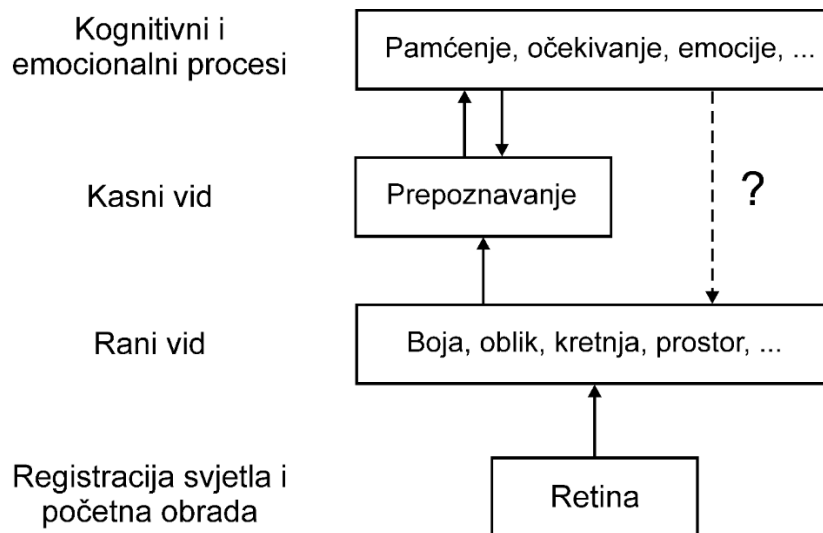 Kognitivni i
emocionalni procesi
Pamćenje, očekivanje, emocije, ...
Kasni vid
Prepoznavanje
?
Rani vid
Boja, oblik, kretnja, prostor, ...
Registracija svjetla i
početna obrada
Retina